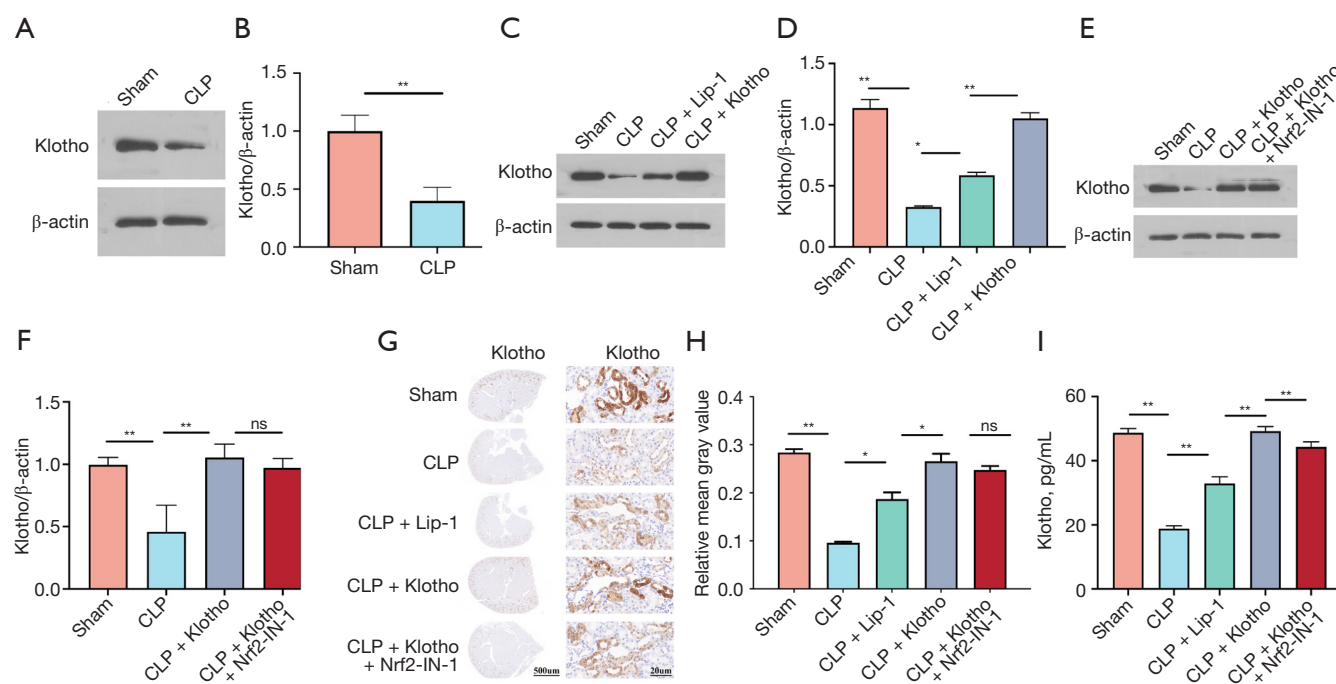 A
Sham
CLP
Klotho
β-actin
B
Klotho/β-actin
1.5
1.0
0.5
0.0
**
Sham
CLP
C
Sham
CLP
CLP + Lip-1
CLP + Klotho
Klotho
β-actin
D
Klotho/β-actin
1.5
1.0
0.5
0.0
**
*
**
Sham
CLP
CLP + Lip-1
CLP + Klotho
E
Sham
CLP
CLP + Klotho
CLP + Klotho
+ Nrf2-IN-1
Klotho
β-actin
F
Klotho/β-actin
1.5
1.0
0.5
0.0
**
**
ns
Sham
CLP
CLP + Klotho
CLP + Klotho
+ Nrf2-IN-1
G
Klotho
Klotho
Sham
CLP
CLP + Lip-1
CLP + Klotho
CLP + Klotho
+ Nrf2-IN-1
500um
20um
H
Relative mean gray value
0.4
0.3
0.2
0.1
0.0
**
*
*
ns
Sham
CLP
CLP + Lip-1
CLP + Klotho
CLP + Klotho
+ Nrf2-IN-1
I
Klotho, pg/mL
60
40
20
0
**
**
**
**
Sham
CLP
CLP + Lip-1
CLP + Klotho
CLP + Klotho
+ Nrf2-IN-1